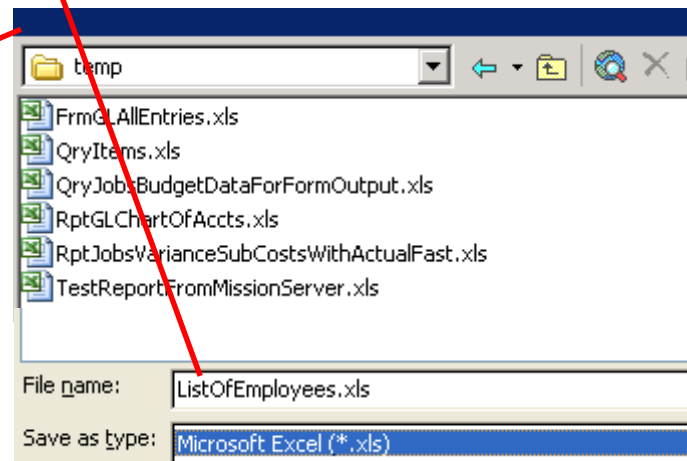 temp
FrmGLAllEntries.xls
QryItems.xls
QryJobsBudgetDataForFormOutput.xls
RptGLChartOfAccts.xls
RptJobsVarianceSubCostsWithActualFast.xls
TestReportFromMissionServer.xls
File name: ListOfEmployees.xls
Save as type: Microsoft Excel (*.xls)